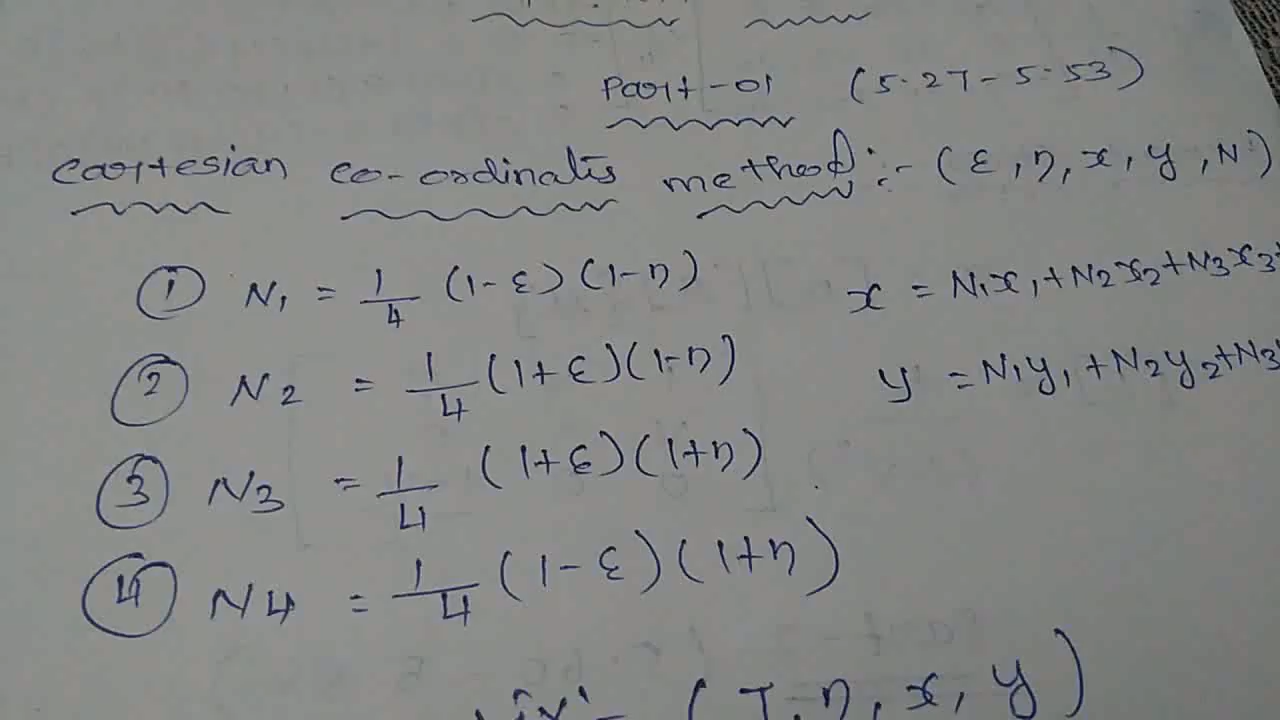 Part-01 (5.27 - 5.53)
Cartesian co-ordinates method :- (ε, η, x, y, N)
① N1 = 1/4 (1-ε)(1-η)
x = N1x1 + N2x2 + N3x3+
② N2 = 1/4 (1+ε)(1-η)
y = N1y1 + N2y2 + N3
③ N3 = 1/4 (1+ε)(1+η)
④ N4 = 1/4 (1-ε)(1+η)
(J, η, x, y)